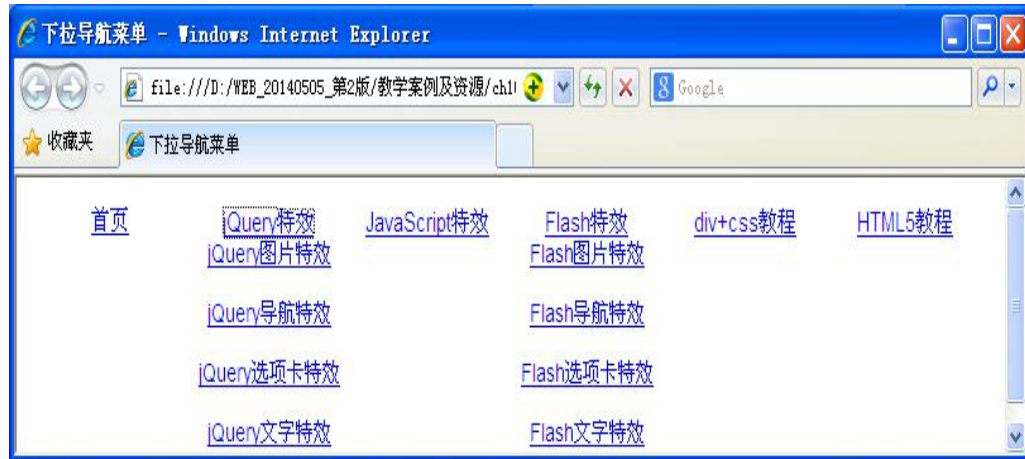 下拉导航菜单 - Windows Internet Explorer
file:///D:/WEB_20140505_第2版/教学案例及资源/ch1
Google
收藏夹
下拉导航菜单
首页 jQuery特效 JavaScript特效 Flash特效 div+css教程 HTML5教程
jQuery图片特效 Flash图片特效
jQuery导航特效 Flash导航特效
jQuery选项卡特效 Flash选项卡特效
jQuery文字特效 Flash文字特效